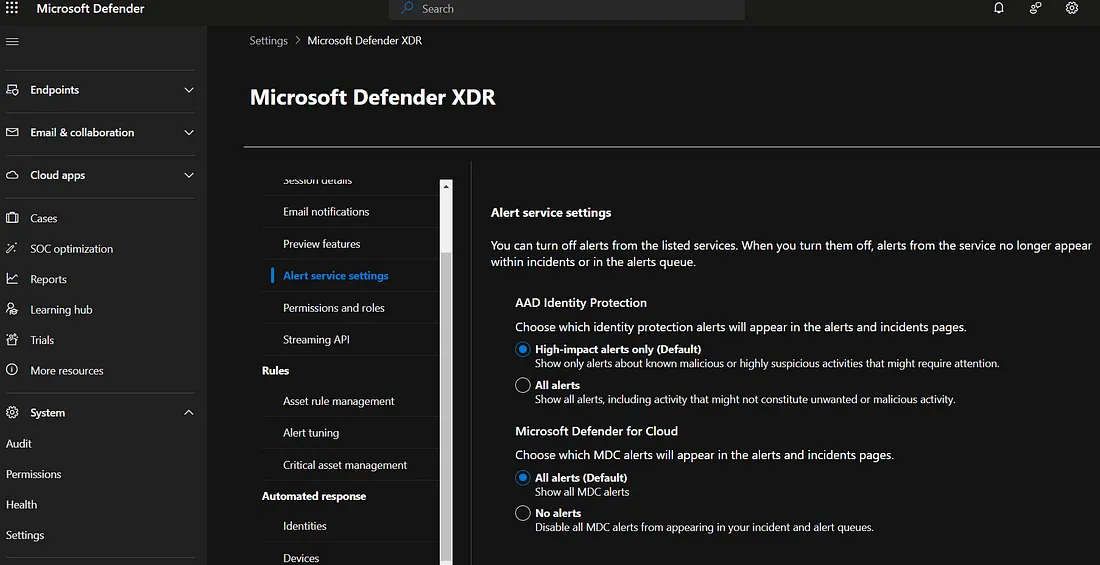 Microsoft Defender
Search
Settings > Microsoft Defender XDR
Endpoints
Email & collaboration
Cloud apps
Cases
SOC optimization
Reports
Learning hub
Trials
More resources
System
Audit
Permissions
Health
Settings
Microsoft Defender XDR
Session details
Email notifications
Preview features
Alert service settings
Permissions and roles
Streaming API
Rules
Asset rule management
Alert tuning
Critical asset management
Automated response
Identities
Devices
Alert service settings
You can turn off alerts from the listed services. When you turn them off, alerts from the service no longer appear
within incidents or in the alerts queue.
AAD Identity Protection
Choose which identity protection alerts will appear in the alerts and incidents pages.
High-impact alerts only (Default)
Show only alerts about known malicious or highly suspicious activities that might require attention.
All alerts
Show all alerts, including activity that might not constitute unwanted or malicious activity.
Microsoft Defender for Cloud
Choose which MDC alerts will appear in the alerts and incidents pages.
All alerts (Default)
Show all MDC alerts
No alerts
Disable all MDC alerts from appearing in your incident and alert queues.